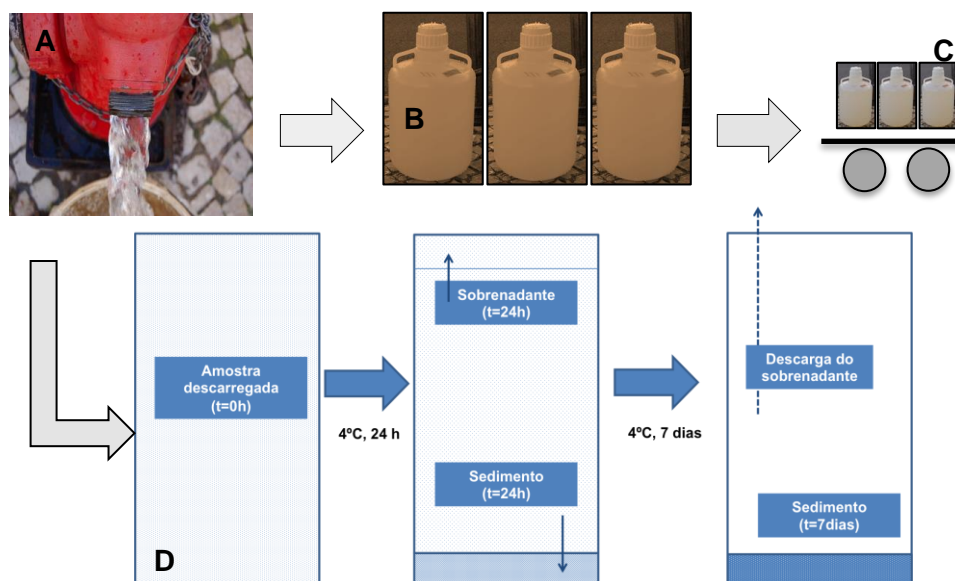 A
B
C
Amostra
descarregada
(t=0h)
4ºC, 24 h
Sobrenadante
(t=24h)
Sedimento
(t=24h)
4ºC, 7 dias
Descarga do
sobrenadante
Sedimento
(t=7dias)
D